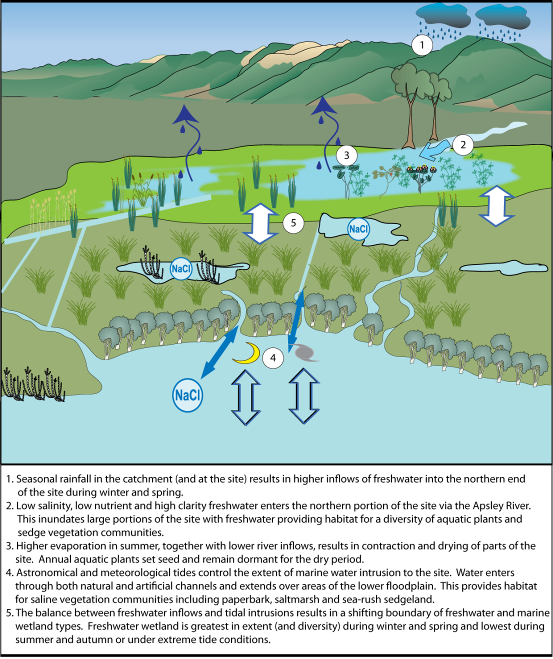 1
2
3
5
NaCl
NaCl
4
NaCl
1. Seasonal rainfall in the catchment (and at the site) results in higher inflows of freshwater into the northern end
of the site during winter and spring.
2. Low salinity, low nutrient and high clarity freshwater enters the northern portion of the site via the Apsley River.
This inundates large portions of the site with freshwater providing habitat for a diversity of aquatic plants and
sedge vegetation communities.
3. Higher evaporation in summer, together with lower river inflows, results in contraction and drying of parts of the
site. Annual aquatic plants set seed and remain dormant for the dry period.
4. Astronomical and meteorological tides control the extent of marine water intrusion to the site. Water enters
through both natural and artificial channels and extends over areas of the lower floodplain. This provides habitat
for saline vegetation communities including paperbark, saltmarsh and sea-rush sedgeland.
5. The balance between freshwater inflows and tidal intrusions results in a shifting boundary of freshwater and marine
wetland types. Freshwater wetland is greatest in extent (and diversity) during winter and spring and lowest during
summer and autumn or under extreme tide conditions.